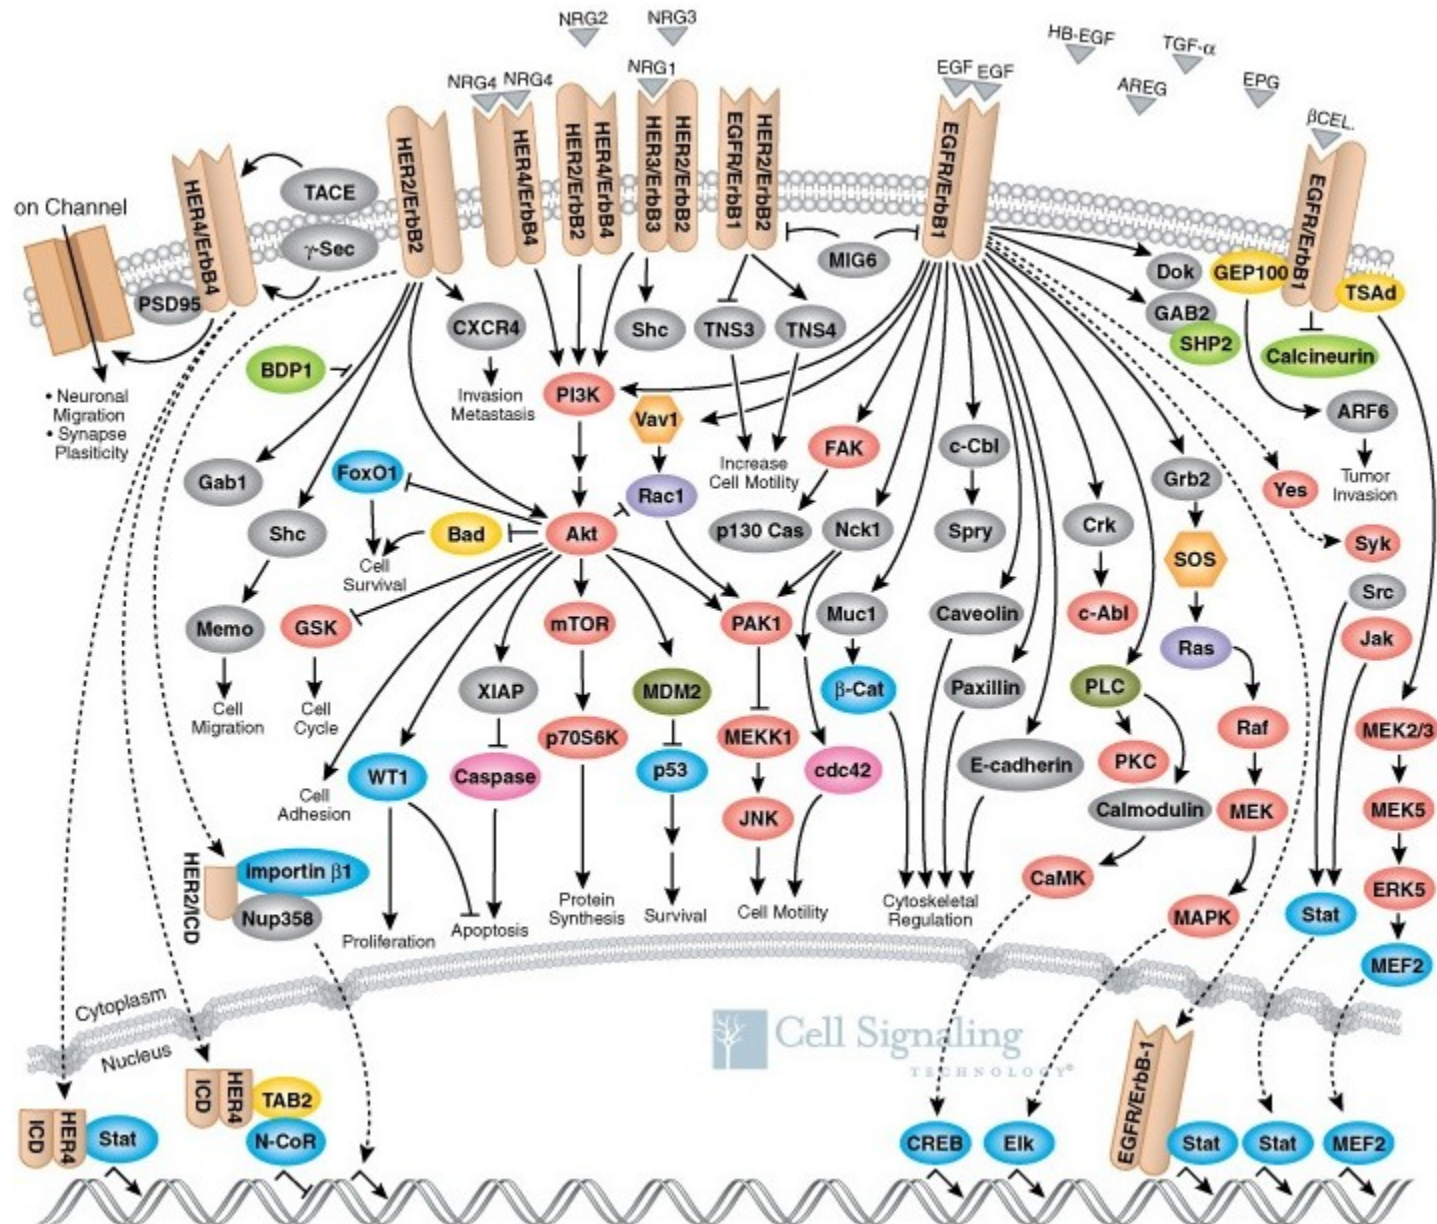 NRG2
NRG3
NRG4
NRG4
NRG1
EGF
EGF
HB-EGF
TGF-α
AREG
EPG
βCEL.
on Channel
HER4/ErbB4
TACE
γ-Sec
PSD95
HER2/ErbB2
HER4/ErbB4
HER2/ErbB2
HER4/ErbB4
HER3/ErbB3
HER2/ErbB2
EGFR/ErbB1
HER2/ErbB2
MIG6
EGFR/ErbB1
Dok
GAB2
SHP2
GEP100
EGFR/ErbB1
TSAd
Calcineurin
• Neuronal
Migration
• Synapse
Plasiticity
BDP1
CXCR4
Invasion
Metastasis
PI3K
Shc
TNS3
TNS4
Vav1
Increase
Cell Motility
FAK
c-Cbl
ARF6
Tumor
Invasion
Gab1
FoxO1
Rac1
Grb2
Yes
Shc
Bad
Akt
p130 Cas
Nck1
Spry
Crk
SOS
Syk
Cell
Survival
Src
Memo
GSK
mTOR
PAK1
Muc1
Caveolin
c-Abl
Ras
Jak
Cell
Migration
Cell
Cycle
XIAP
MDM2
β-Cat
Paxillin
PLC
p70S6K
MEKK1
Raf
MEK2/3
WT1
Caspase
p53
cdc42
E-cadherin
PKC
Cell
Adhesion
JNK
Calmodulin
MEK
MEK5
HER2/ICD
Importin β1
Nup358
CaMK
ERK5
Proliferation
Apoptosis
Protein
Synthesis
Survival
Cell Motility
Cytoskeletal
Regulation
MAPK
Stat
MEF2
Cytoplasm
Nucleus
Cell Signaling
TECHNOLOGY®
ICD
HER4
Stat
ICD
HER4
TAB2
N-CoR
CREB
Elk
EGFR/ErbB-1
Stat
Stat
MEF2